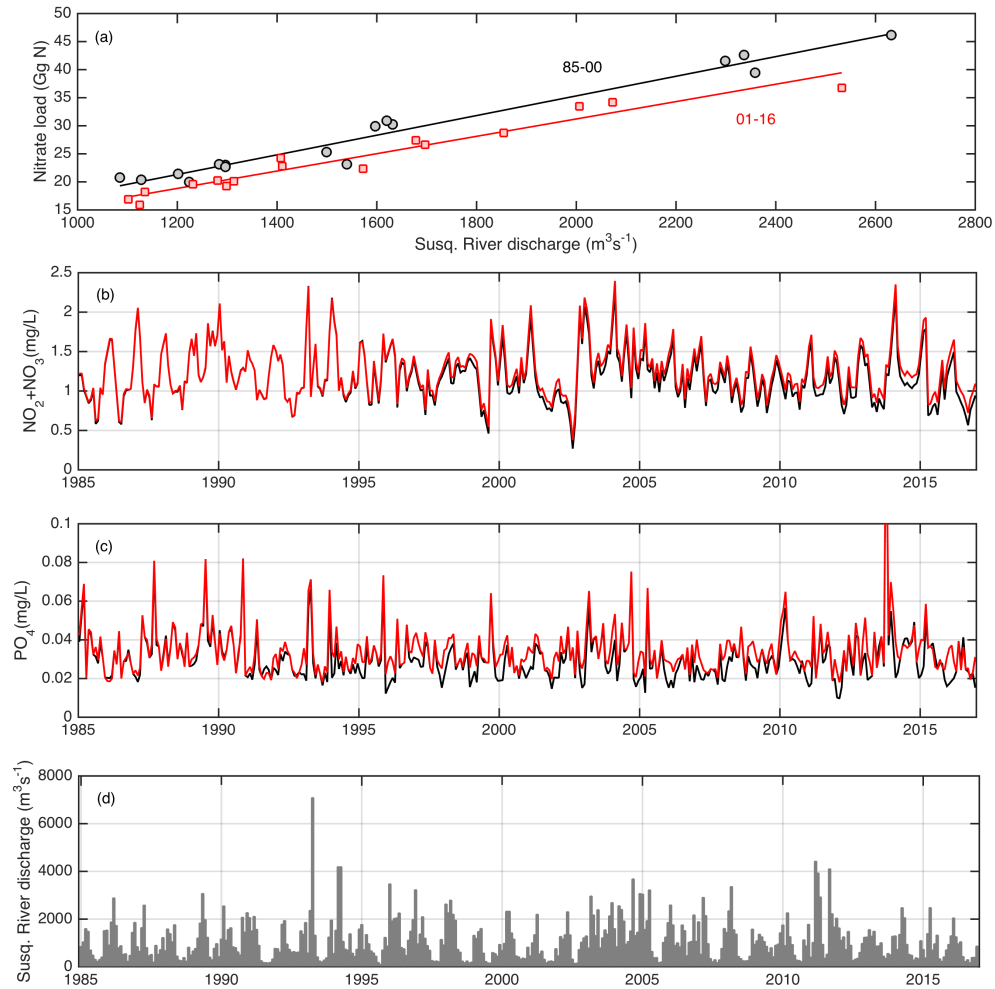 50
45
40
35
30
25
20
15
Nitrate load (Gg N)
(a)
85-00
01-16
1000 1200 1400 1600 1800 2000 2200 2400 2600 2800
Susq. River discharge (m³s⁻¹)
2.5
2
1.5
1
0.5
0
NO₂+NO₃(mg/L)
(b)
1985 1990 1995 2000 2005 2010 2015
0.1
0.08
0.06
0.04
0.02
0
PO₄(mg/L)
(c)
1985 1990 1995 2000 2005 2010 2015
8000
6000
4000
2000
0
Susq. River discharge (m³s⁻¹)
(d)
1985 1990 1995 2000 2005 2010 2015